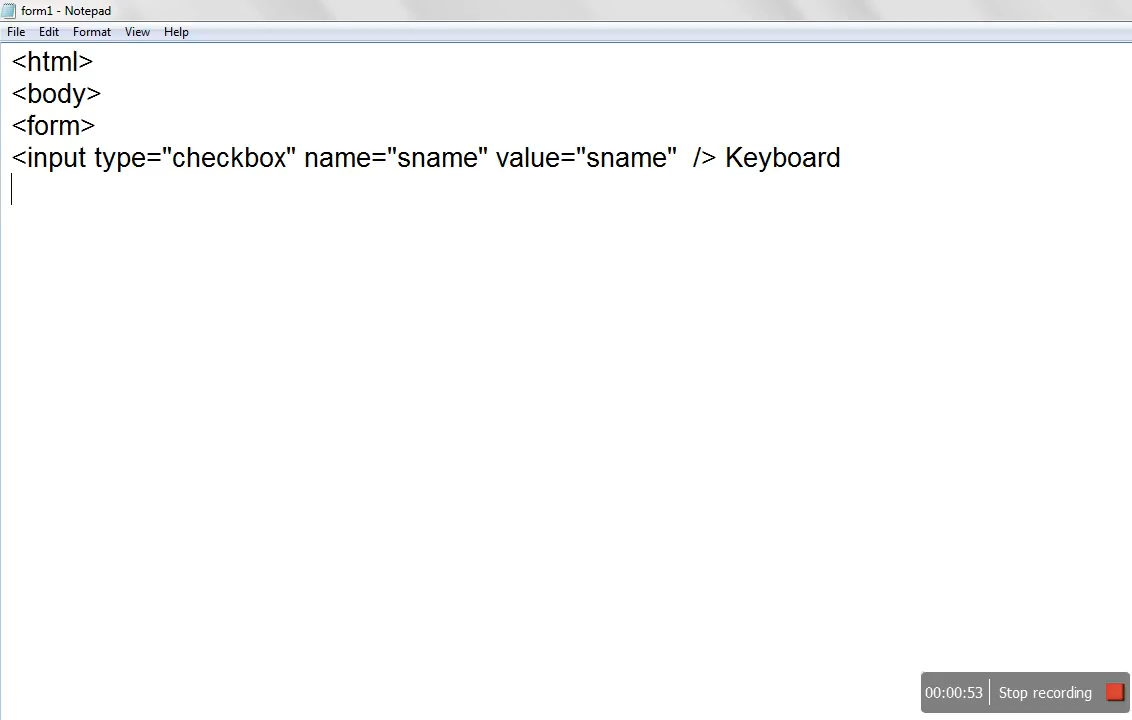 form1 - Notepad
File Edit Format View Help
<html>
<body>
<form>
<input type="checkbox" name="sname" value="sname"  /> Keyboard
00:00:53 Stop recording